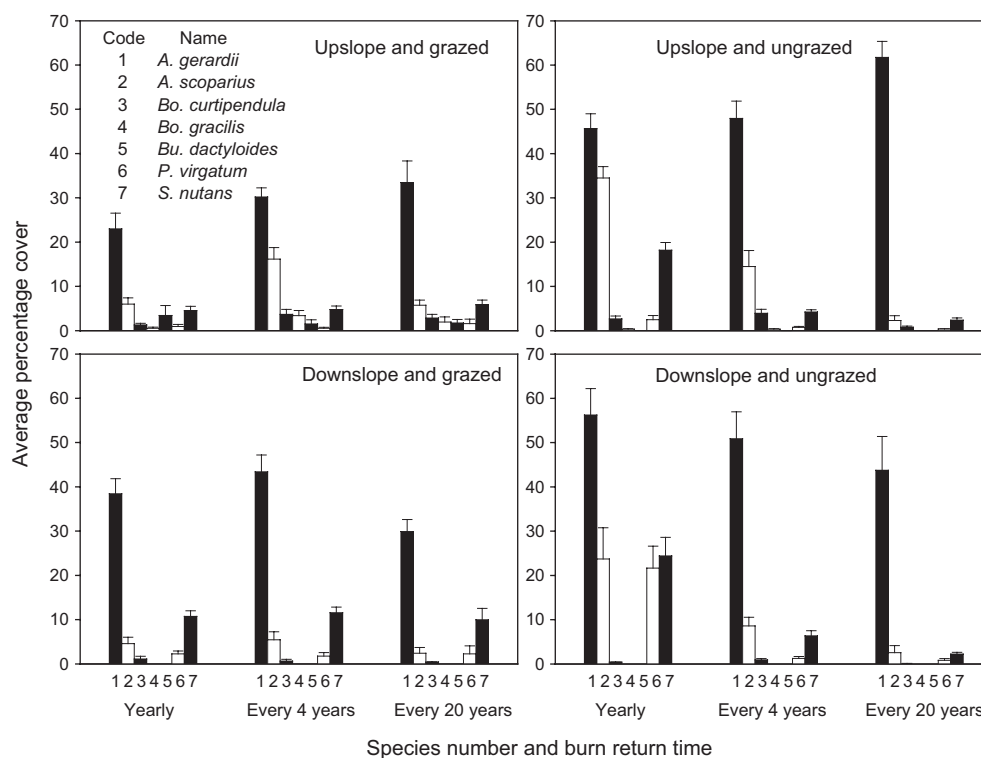 Average percentage cover
70
60
50
40
30
20
10
0
Code Name
1 A. gerardii
2 A. scoparius
3 Bo. curtipendula
4 Bo. gracilis
5 Bu. dactyloides
6 P. virgatum
7 S. nutans
Upslope and grazed
Upslope and ungrazed
70
60
50
40
30
20
10
0
70
60
50
40
30
20
10
0
Downslope and grazed
1 2 3 4 5 6 7 1 2 3 4 5 6 7 1 2 3 4 5 6 7
Yearly Every 4 years Every 20 years
70
60
50
40
30
20
10
0
Downslope and ungrazed
1 2 3 4 5 6 7 1 2 3 4 5 6 7 1 2 3 4 5 6 7
Yearly Every 4 years Every 20 years
Species number and burn return time